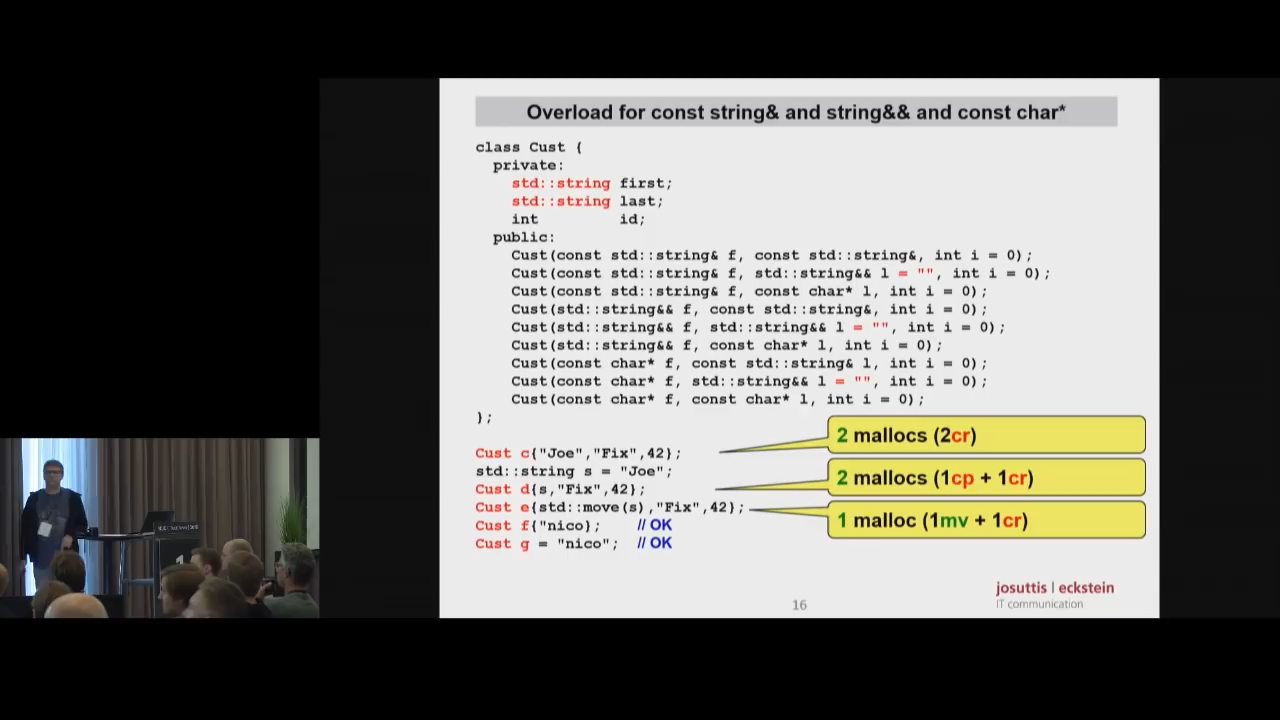 Overload for const string& and string&& and const char*
class Cust {
private:
std::string first;
std::string last;
int id;
public:
Cust(const std::string& f, const std::string&, int i = 0);
Cust(const std::string& f, std::string&& l = "", int i = 0);
Cust(const std::string& f, const char* l, int i = 0);
Cust(std::string&& f, const std::string&, int i = 0);
Cust(std::string&& f, std::string&& l = "", int i = 0);
Cust(std::string&& f, const char* l, int i = 0);
Cust(const char* f, const std::string& l, int i = 0);
Cust(const char* f, std::string&& l = "", int i = 0);
Cust(const char* f, const char* l, int i = 0);
};
Cust c{"Joe","Fix",42};
2 mallocs (2cr)
std::string s = "Joe";
Cust d{s,"Fix",42};
2 mallocs (1cp + 1cr)
Cust e{std::move(s),"Fix",42};
1 malloc (1mv + 1cr)
Cust f{"nico};  // OK
Cust g = "nico";  // OK
16
josuttis | eckstein
IT communication